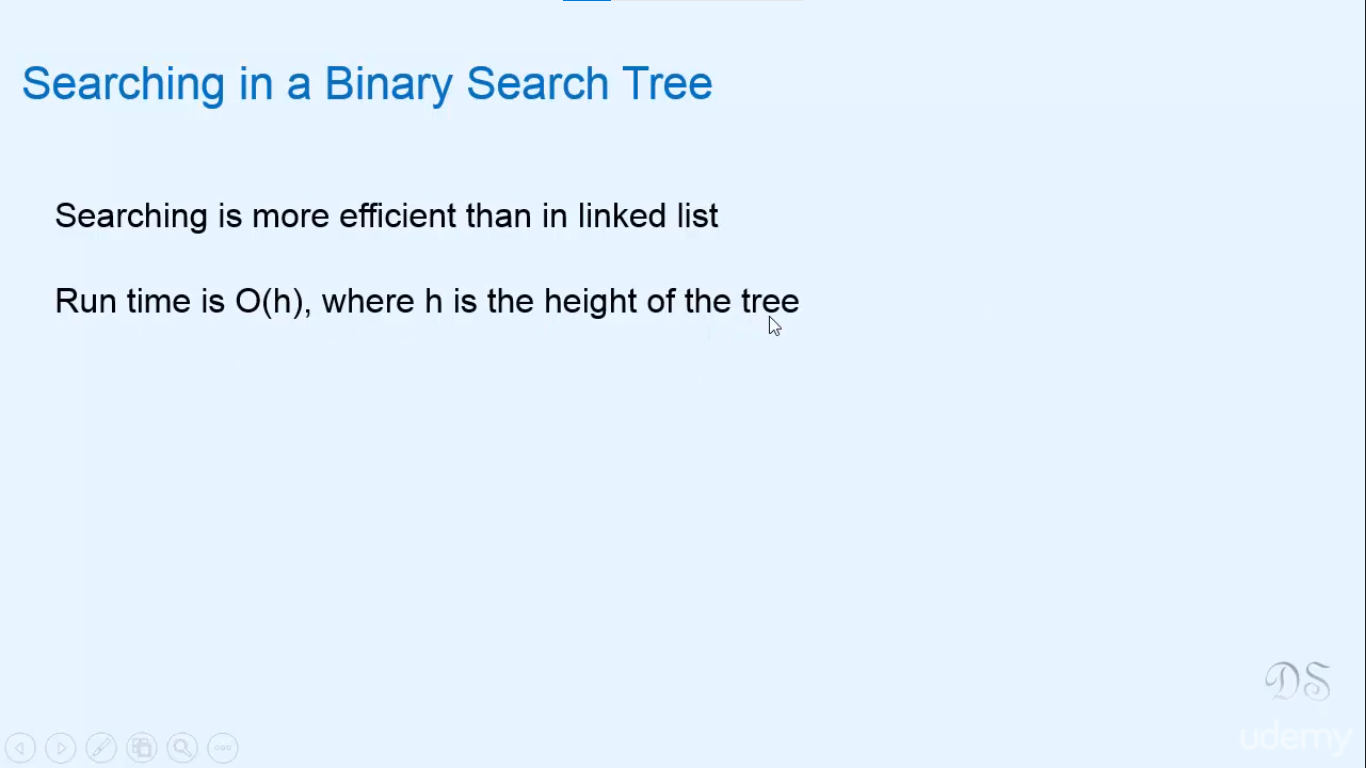 Searching in a Binary Search Tree
Searching is more efficient than in linked list
Run time is O(h), where h is the height of the tree
DS
udemy